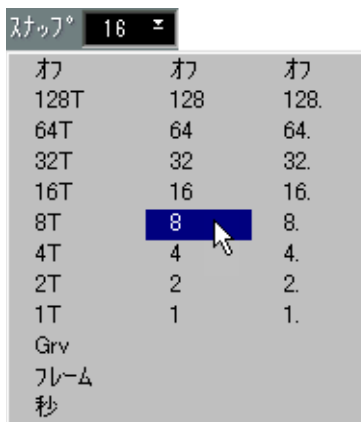 ｽﾅｯﾌﾟ 16
ｵﾌ ｵﾌ ｵﾌ
128T 128 128.
64T 64 64.
32T 32 32.
16T 16 16.
8T 8 8.
4T 4 4.
2T 2 2.
1T 1 1.
Grv
ﾌﾚｰﾑ
秒